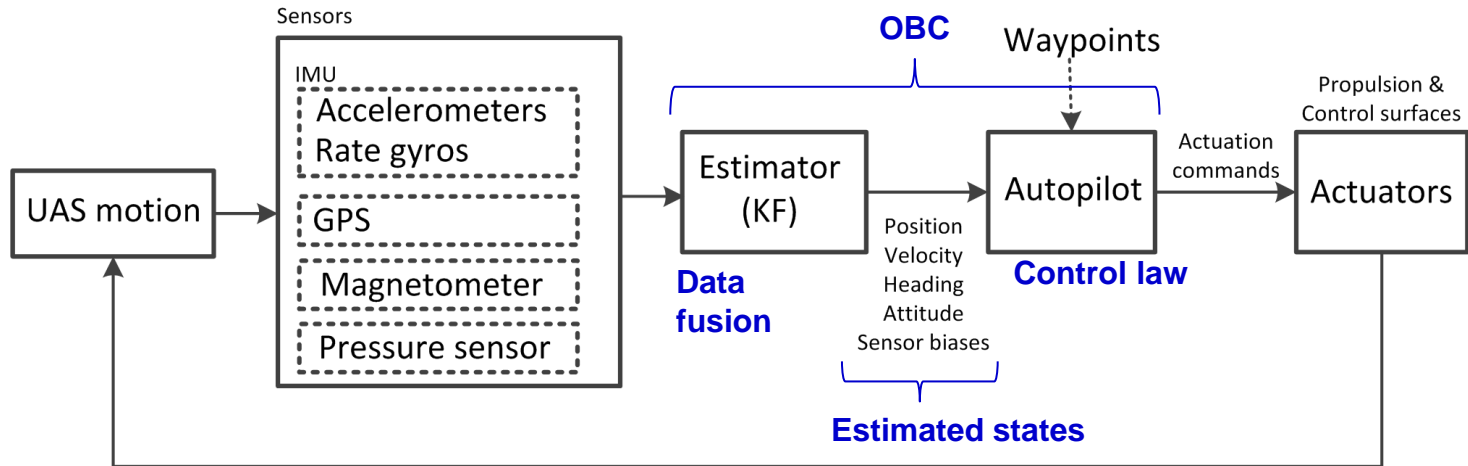 Sensors
OBC
Waypoints
IMU
Accelerometers
Rate gyros
GPS
Magnetometer
Pressure sensor
UAS motion
Estimator
(KF)
Data
fusion
Position
Velocity
Heading
Attitude
Sensor biases
Estimated states
Autopilot
Control law
Actuation
commands
Propulsion &
Control surfaces
Actuators